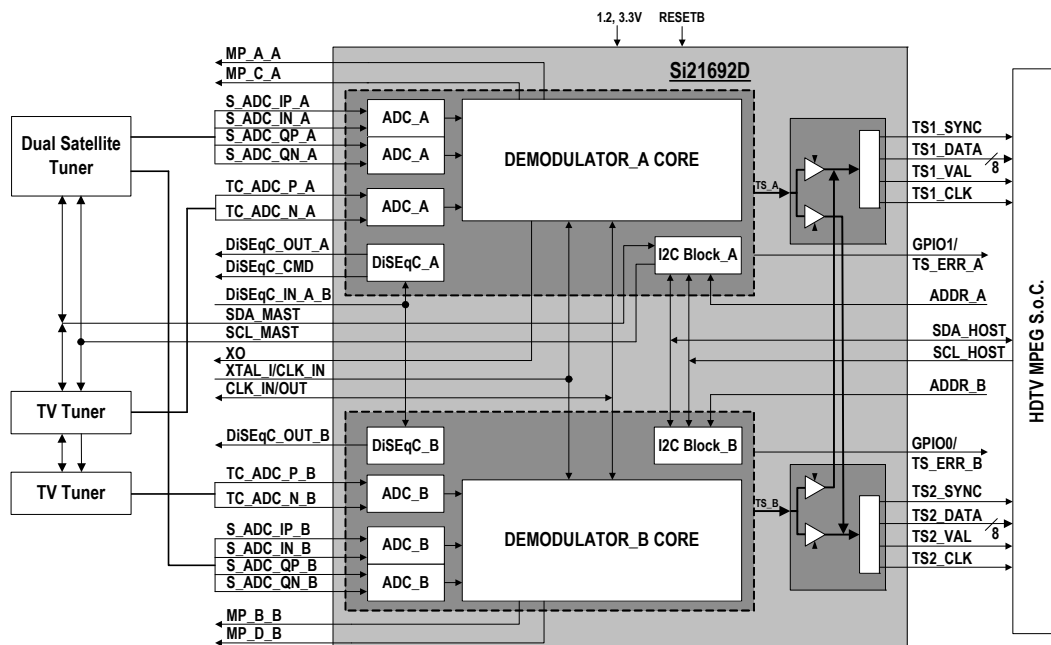 1.2, 3.3V
RESETB
Si21692D
MP_A_A
MP_C_A
S_ADC_IP_A
S_ADC_IN_A
S_ADC_QP_A
S_ADC_QN_A
TC_ADC_P_A
TC_ADC_N_A
DiSEqC_OUT_A
DiSEqC_CMD
DiSEqC_IN_A_B
SDA_MAST
SCL_MAST
XO
XTAL_I/CLK_IN
CLK_IN/OUT
DiSEqC_OUT_B
TC_ADC_P_B
TC_ADC_N_B
S_ADC_IP_B
S_ADC_IN_B
S_ADC_QP_B
S_ADC_QN_B
MP_B_B
MP_D_B
Dual Satellite
Tuner
TV Tuner
TV Tuner
ADC_A
ADC_A
ADC_A
DiSEqC_A
DEMODULATOR_A CORE
I2C Block_A
TS_A
DiSEqC_B
ADC_B
ADC_B
ADC_B
I2C Block_B
DEMODULATOR_B CORE
TS_B
TS1_SYNC
TS1_DATA
8
TS1_VAL
TS1_CLK
GPIO1/
TS_ERR_A
ADDR_A
SDA_HOST
SCL_HOST
ADDR_B
GPIO0/
TS_ERR_B
TS2_SYNC
TS2_DATA
8
TS2_VAL
TS2_CLK
HDTV MPEG S.o.C.